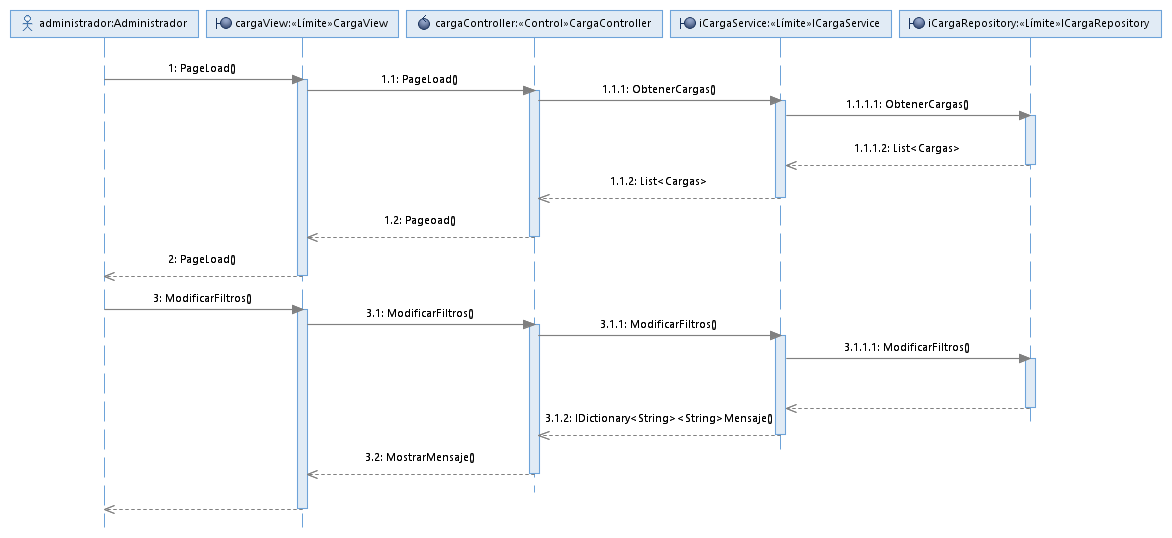 administrador:Administrador
cargaView:«Límite»CargaView
cargaController:«Control»CargaController
iCargaService:«Límite»ICargaService
iCargaRepository:«Límite»ICargaRepository
1: PageLoad()
1.1: PageLoad()
1.1.1: ObtenerCargas()
1.1.1.1: ObtenerCargas()
1.1.1.2: List<Cargas>
1.1.2: List<Cargas>
1.2: Pageoad()
2: PageLoad()
3: ModificarFiltros()
3.1: ModificarFiltros()
3.1.1: ModificarFiltros()
3.1.1.1: ModificarFiltros()
3.1.2: IDictionary<String><String>Mensaje()
3.2: MostrarMensaje()